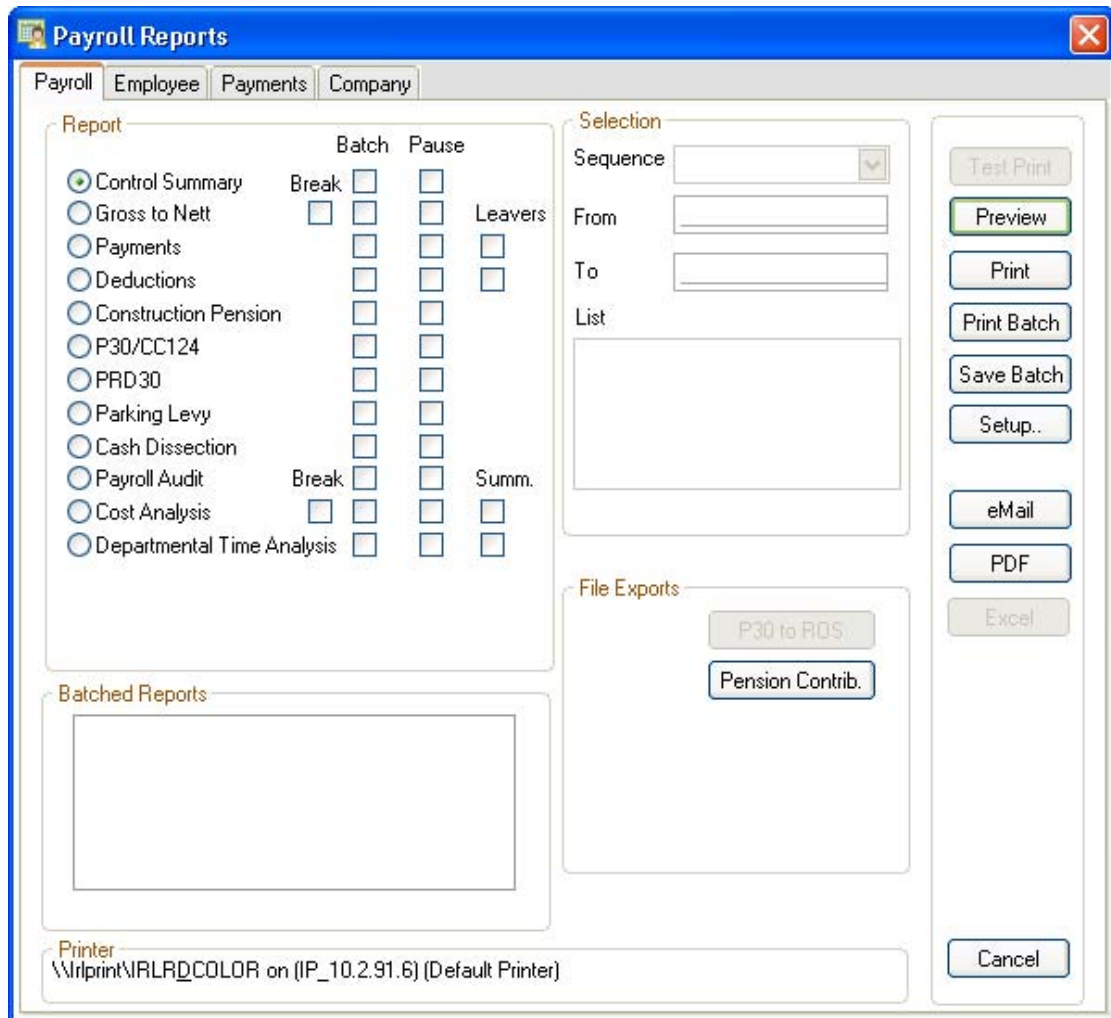 Payroll Reports
Payroll Employee Payments Company
Report
Batch Pause
Control Summary Break
Gross to Nett Leavers
Payments
Deductions
Construction Pension
P30/CC124
PRD30
Parking Levy
Cash Dissection
Payroll Audit Break Summ.
Cost Analysis
Departmental Time Analysis
Batched Reports
Printer
\\Irlprint\IRLRDCOLOR on (IP_10.2.91.6) (Default Printer)
Selection
Sequence
From
To
List
File Exports
P30 to ROS
Pension Contrib.
Test Print
Preview
Print
Print Batch
Save Batch
Setup..
eMail
PDF
Excel
Cancel